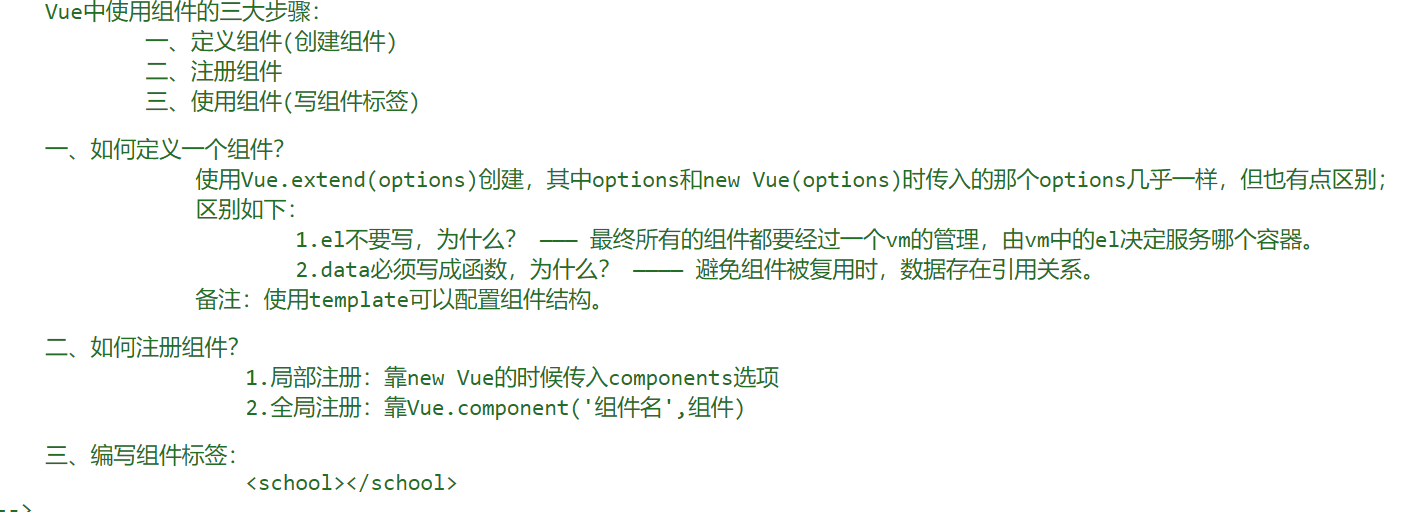 Vue中使用组件的三大步骤：
一、定义组件(创建组件)
二、注册组件
三、使用组件(写组件标签)
一、如何定义一个组件？
使用Vue.extend(options)创建，其中options和new Vue(options)时传入的那个options几乎一样，但也有点区别；
区别如下：
1.el不要写，为什么？ ——— 最终所有的组件都要经过一个vm的管理，由vm中的el决定服务哪个容器。
2.data必须写成函数，为什么？ ———— 避免组件被复用时，数据存在引用关系。
备注：使用template可以配置组件结构。
二、如何注册组件？
1.局部注册：靠new Vue的时候传入components选项
2.全局注册：靠Vue.component('组件名',组件)
三、编写组件标签：
<school></school>
-->